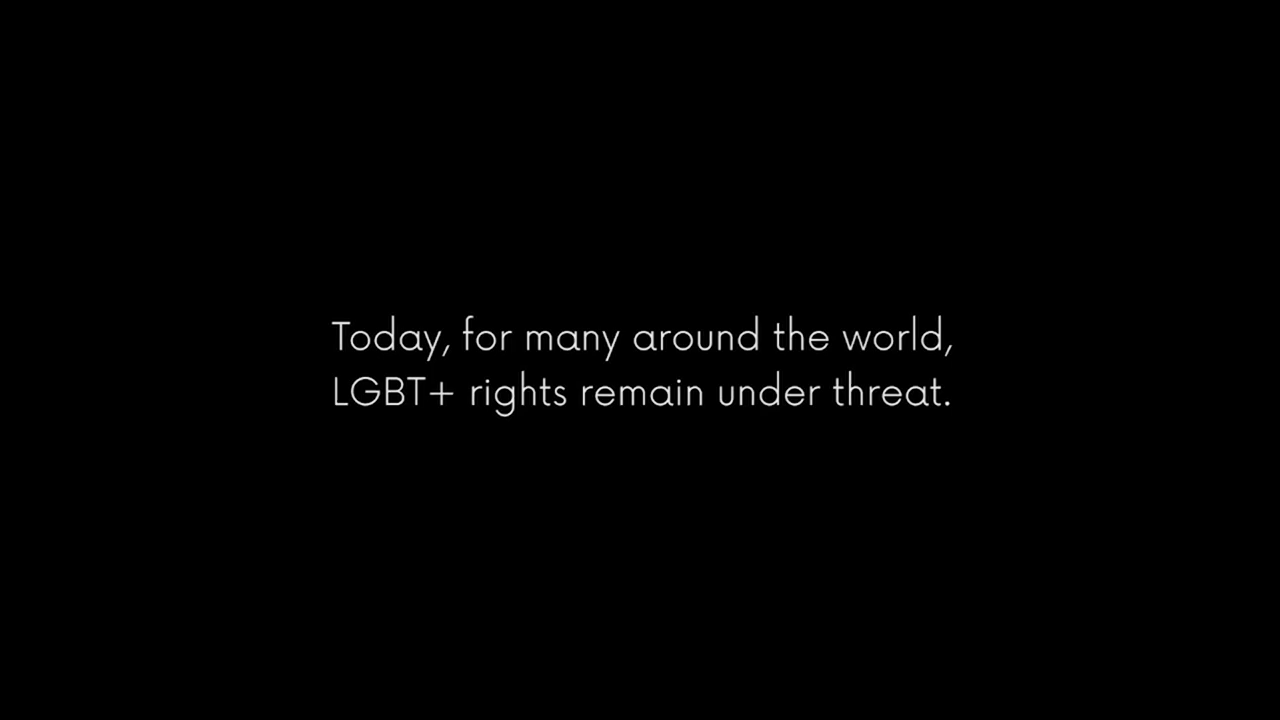 Today, for many around the world,
LGBT+ rights remain under threat.